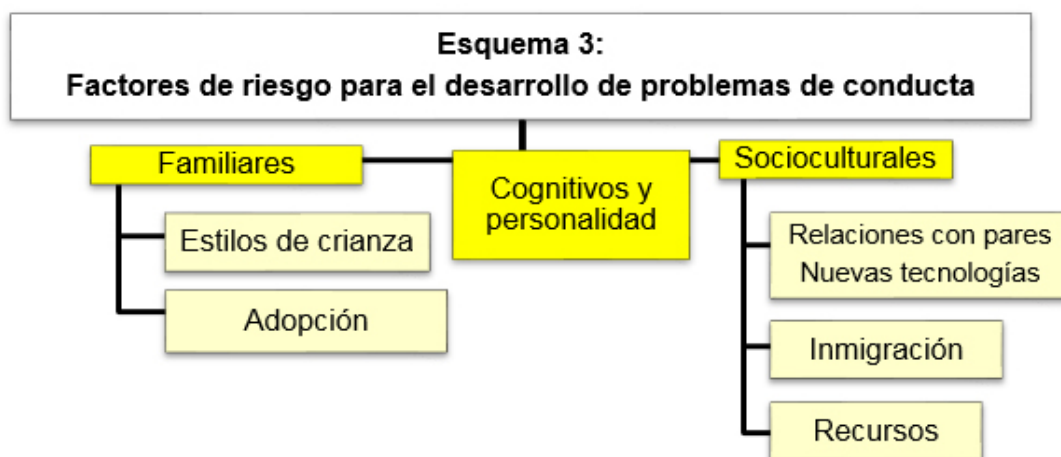 Esquema 3:
Factores de riesgo para el desarrollo de problemas de conducta
Familiares
Estilos de crianza
Adopción
Cognitivos y
personalidad
Socioculturales
Relaciones con pares
Nuevas tecnologías
Inmigración
Recursos